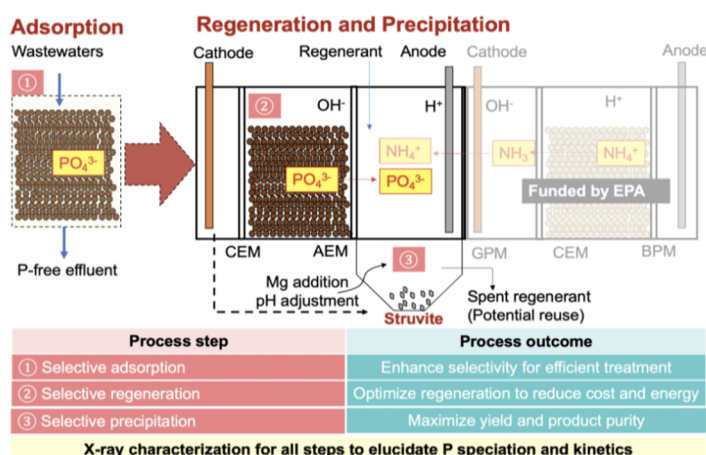 Adsorption
Regeneration and Precipitation
Wastewaters
Cathode
Regenerant
Anode
Cathode
Anode
①
②
OH-
H+
OH-
H+
PO₄³⁻
NH₄⁺
NH₃
NH₄⁺
PO₄³⁻
PO₄³⁻
Funded by EPA
CEM
AEM
GPM
CEM
BPM
P-free effluent
③
Mg addition
pH adjustment
Spent regenerant
(Potential reuse)
Struvite
Process step
Process outcome
① Selective adsorption
Enhance selectivity for efficient treatment
② Selective regeneration
Optimize regeneration to reduce cost and energy
③ Selective precipitation
Maximize yield and product purity
X-ray characterization for all steps to elucidate P speciation and kinetics